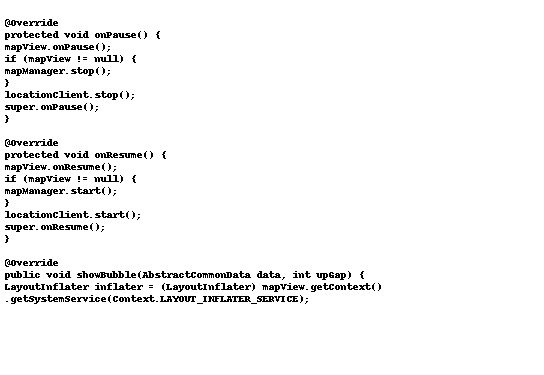 @Override
protected void onPause() {
mapView.onPause();
if (mapView != null) {
mapManager.stop();
}
locationClient.stop();
super.onPause();
}
@Override
protected void onResume() {
mapView.onResume();
if (mapView != null) {
mapManager.start();
}
locationClient.start();
super.onResume();
}
@Override
public void showBubble(AbstractCommonData data, int upGap) {
LayoutInflater inflater = (LayoutInflater) mapView.getContext()
.getSystemService(Context.LAYOUT_INFLATER_SERVICE);